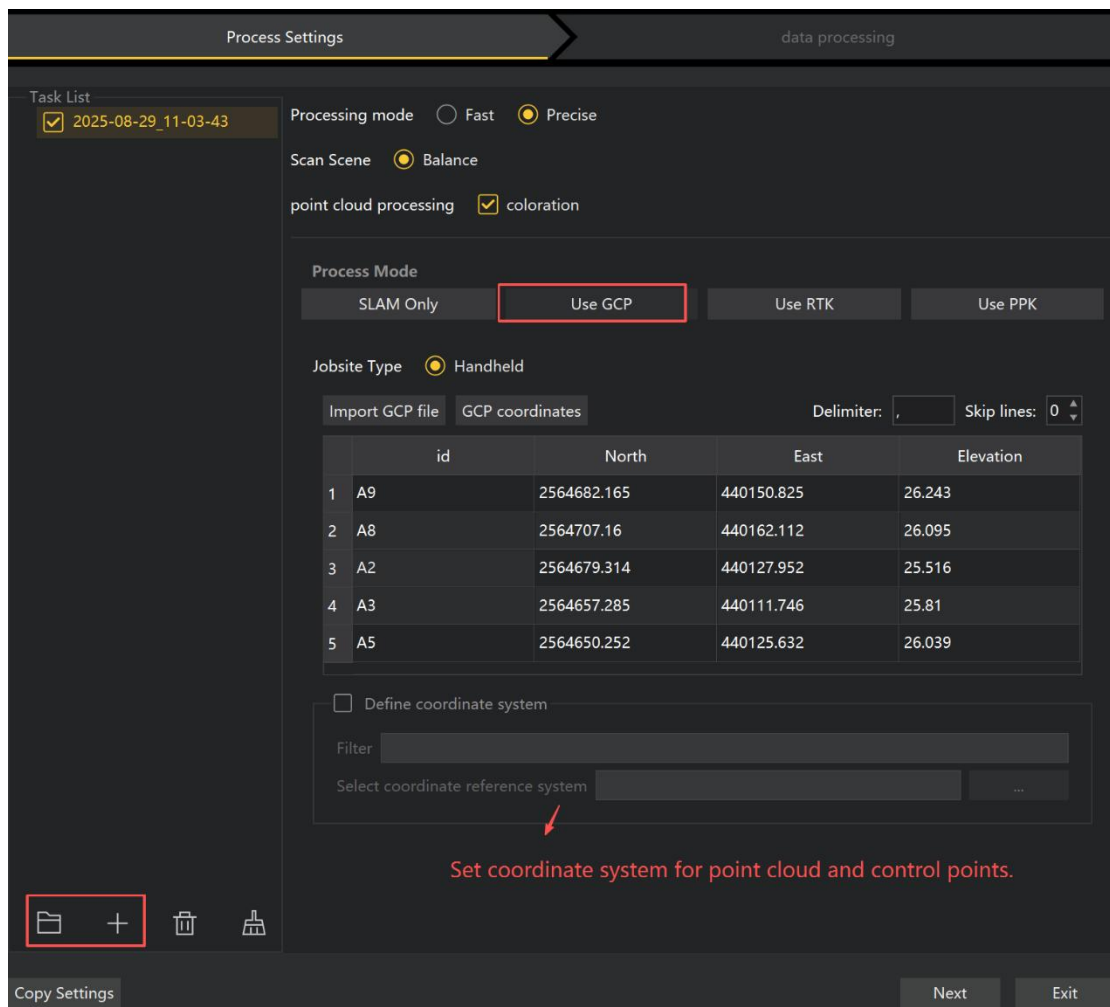 Process Settings data processing
Task List
2025-08-29_11-03-43
Processing mode Fast Precise
Scan Scene Balance
point cloud processing coloration
Process Mode
SLAM Only Use GCP Use RTK Use PPK
Jobsite Type Handheld
Import GCP file GCP coordinates Delimiter: , Skip lines: 0
id North East Elevation
1 A9 2564682.165 440150.825 26.243
2 A8 2564707.16 440162.112 26.095
3 A2 2564679.314 440127.952 25.516
4 A3 2564657.285 440111.746 25.81
5 A5 2564650.252 440125.632 26.039
Define coordinate system
Filter
Select coordinate reference system ...
Set coordinate system for point cloud and control points.
Copy Settings Next Exit